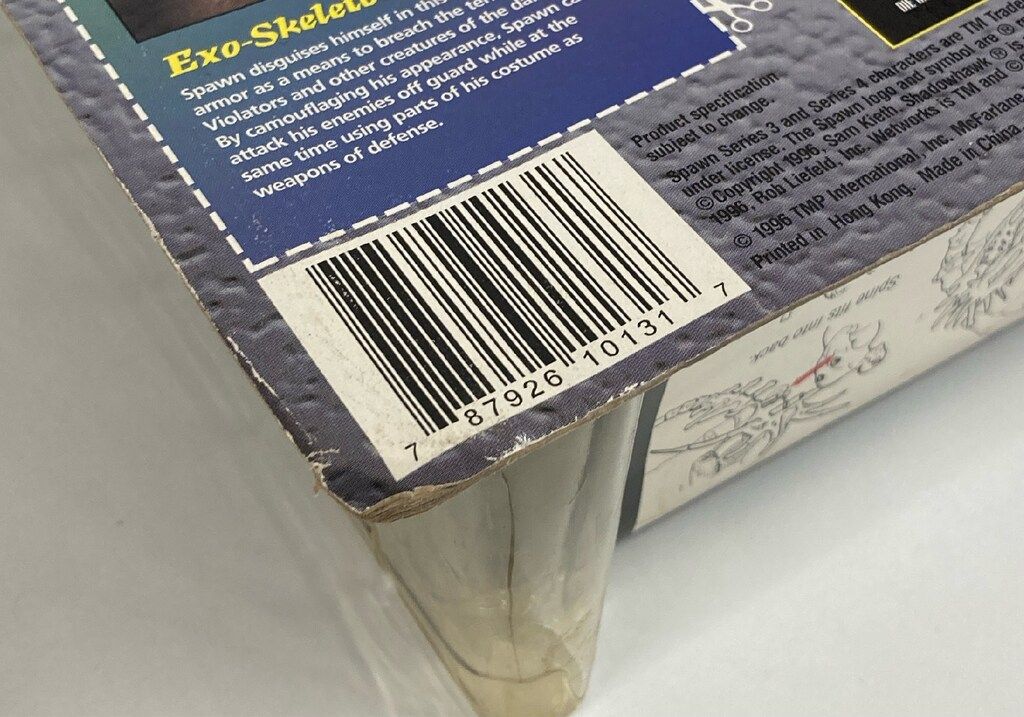 Exo-Skeleto
Spawn disguises himself in this
armor as a means to breach the
Violators and other creatures of the
By camouflaging his appearance, Spawn
attack his enemies off guard while at the
same time using parts of his costume as
weapons of defense.
7 87926 10131 7
Product specification
subject to change.
Spawn Series 3 and Series 4 characters are TM
under license. The Spawn logo and symbol are ®
© Copyright 1996, Sam Kieth. Shadowhawk ® is
1996, Rob Liefeld, Inc. Wetworks is TM and ©
© 1996 TMP International, Inc. McFarlane
Printed in Hong Kong. Made in China
Spine fits into back.